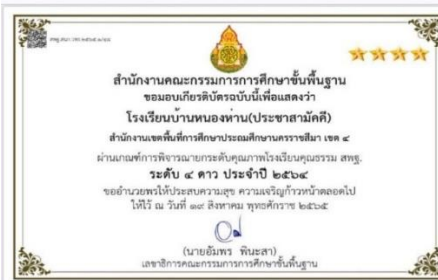 สำนักงานคณะกรรมการการศึกษาขั้นพื้นฐาน
ขอมอบเกียรติบัตรฉบับนี้เพื่อแสดงว่า
โรงเรียนบ้านหนองห่าน(ประชาสามัคคี)
สำนักงานเขตพื้นที่การศึกษาประถมศึกษานครราชสีมา เขต ๔
ผ่านเกณฑ์การพิจารณายกระดับคุณภาพโรงเรียนคุณธรรม สพฐ.
ระดับ ๔ ดาว ประจำปี ๒๕๖๔
ขออำนวยพรให้ประสบความสุข ความเจริญก้าวหน้าตลอดไป
ให้ไว้ ณ วันที่ ๑๙ สิงหาคม พุทธศักราช ๒๕๖๕
(นายอัมพร พินะสา)
เลขาธิการคณะกรรมการการศึกษาขั้นพื้นฐาน